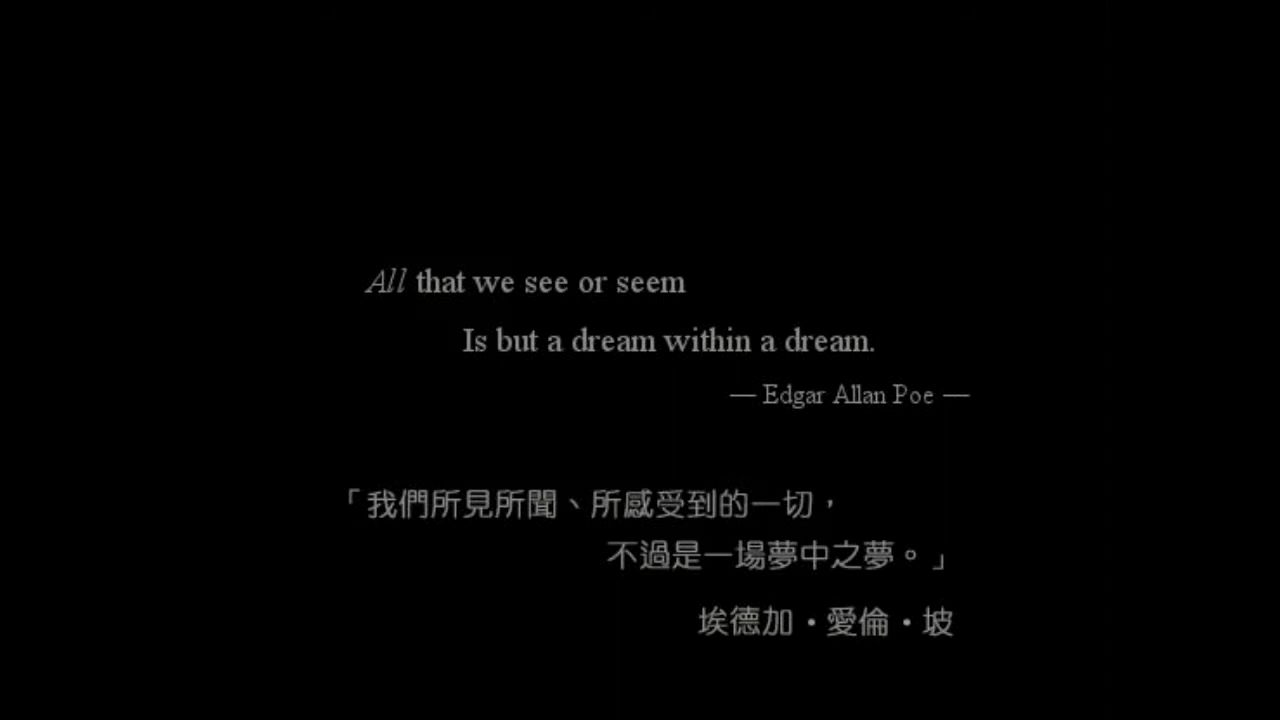 All that we see or seem
Is but a dream within a dream.
— Edgar Allan Poe —
「我們所見所聞、所感受到的一切，
不過是一場夢中之夢。」
埃德加・愛倫・坡